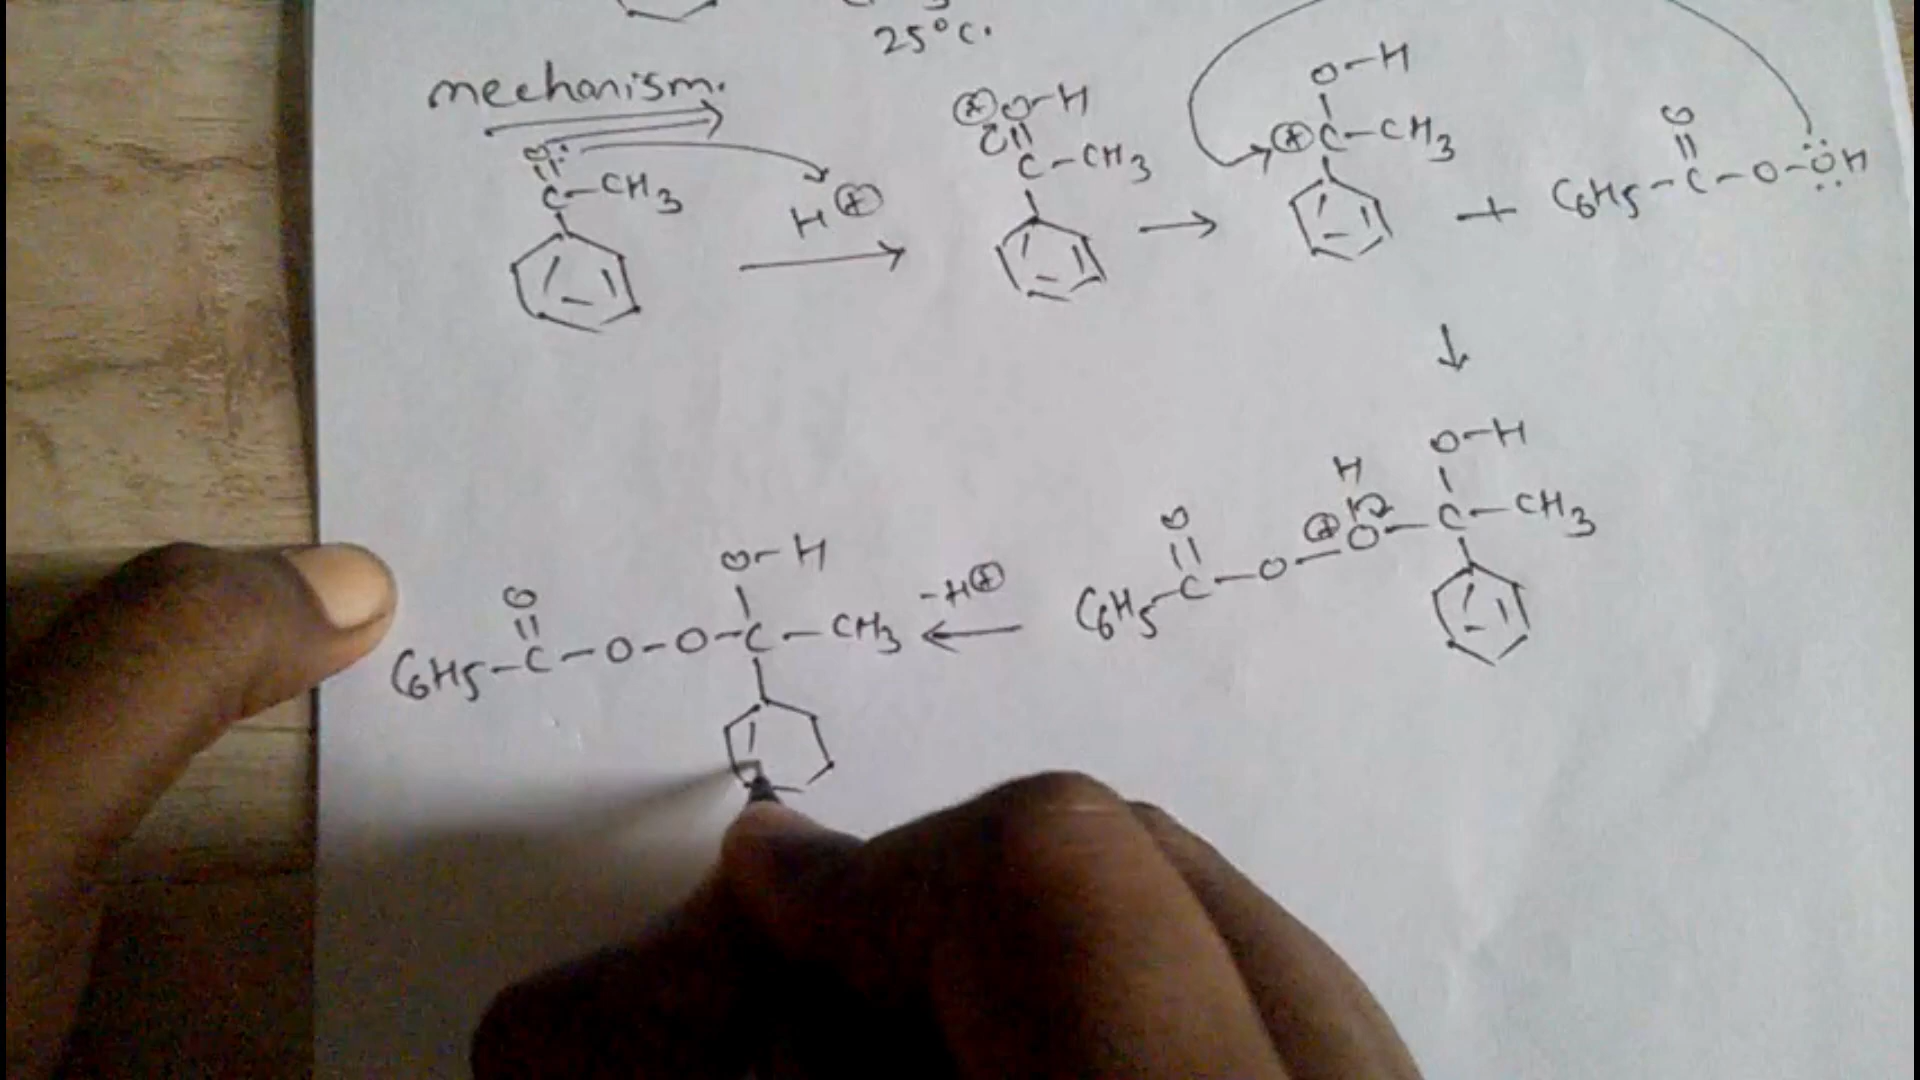 25°C.
mechanism.
O
C-CH3
H⊕
⊕O-H
C-CH3
O-H
⊕C-CH3
+
O
C6H5-C-O-OH
O-H
H
⊕O-C-CH3
O
C6H5-C-O
-H⊕
O-H
O
C6H5-C-O-O-C-CH3